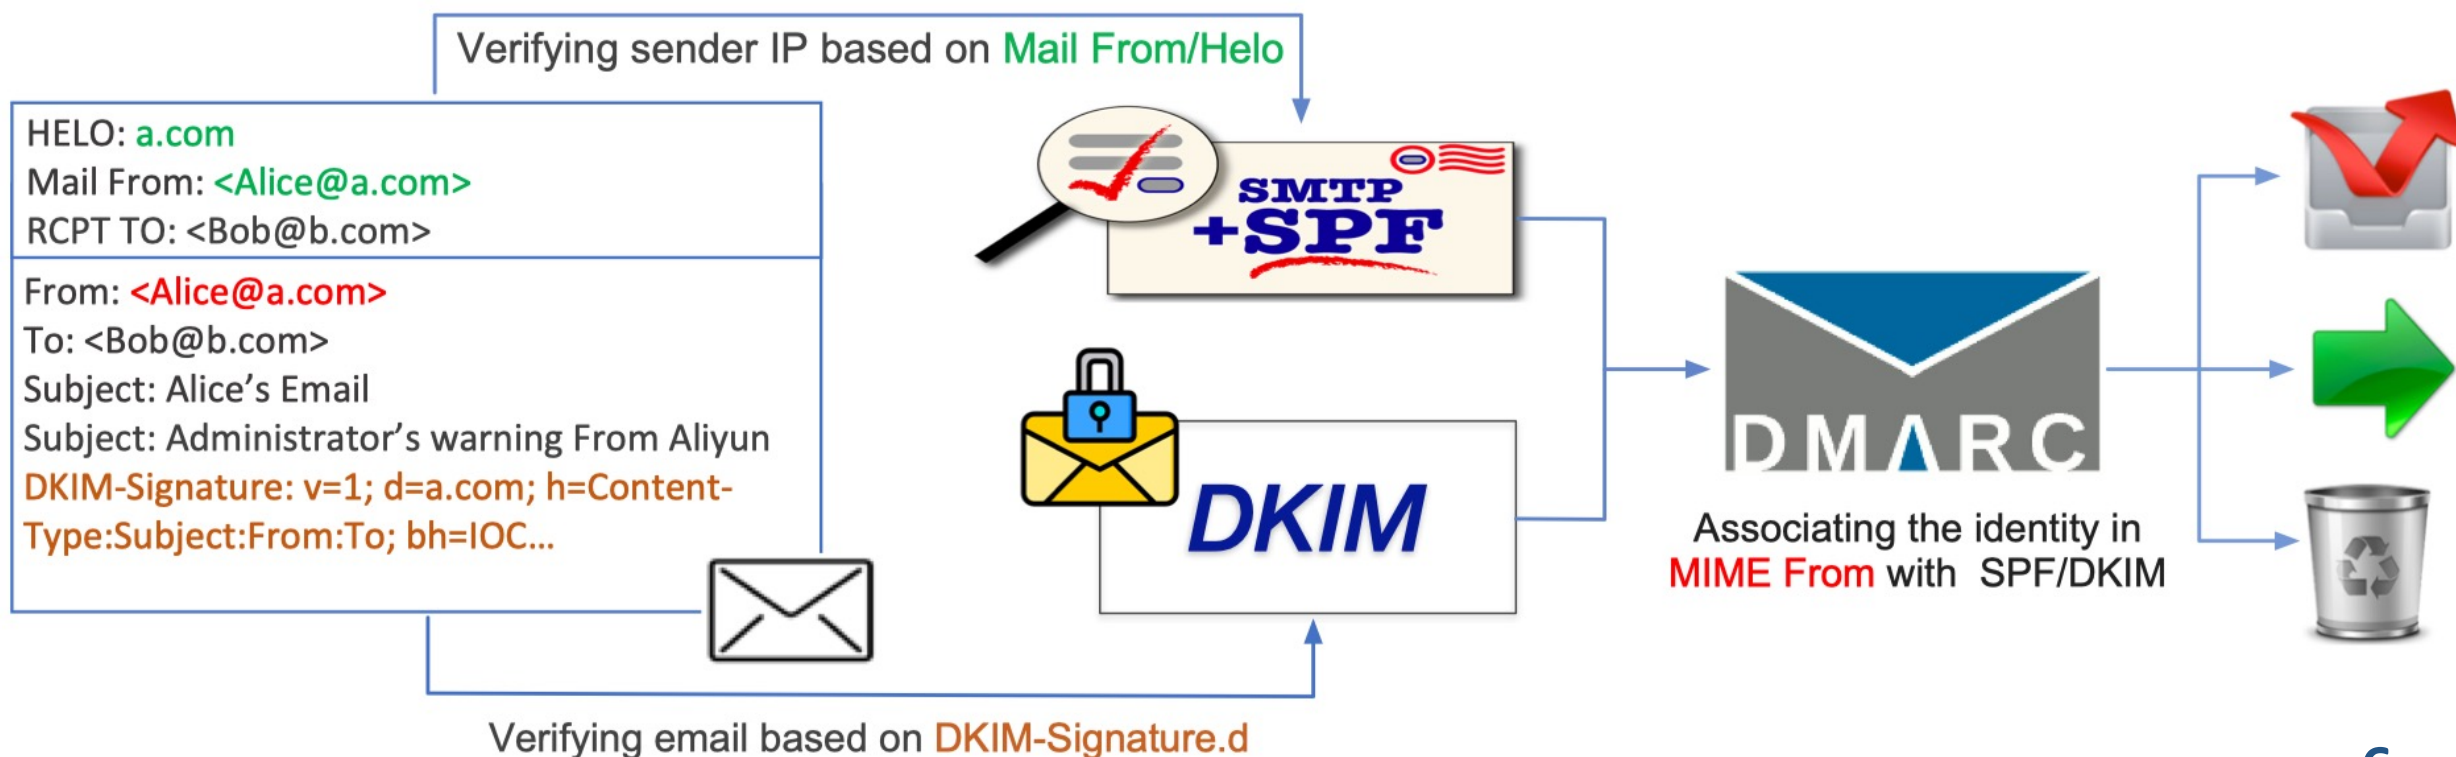 Verifying sender IP based on Mail From/Helo
HELO: a.com
Mail From: <Alice@a.com>
RCPT TO: <Bob@b.com>
From: <Alice@a.com>
To: <Bob@b.com>
Subject: Alice’s Email
Subject: Administrator’s warning From Aliyun
DKIM-Signature: v=1; d=a.com; h=Content-
Type:Subject:From:To; bh=IOC...
SMTP
+SPF
DKIM
DMARC
Associating the identity in
MIME From with SPF/DKIM
Verifying email based on DKIM-Signature.d